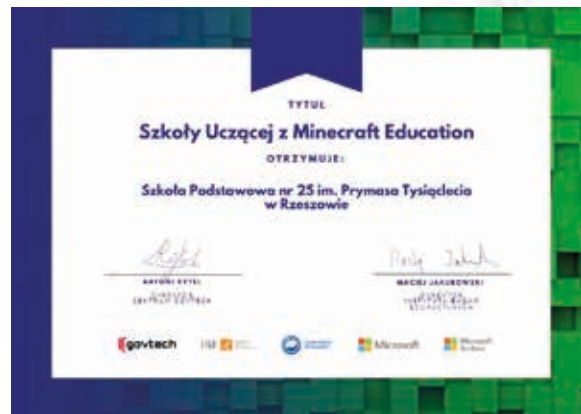 TYTUŁ
Szkoły Uczącej z Minecraft Education
OTRZYMUJE:
Szkoła Podstawowa nr 25 im. Prymasa Tysiąclecia
w Rzeszowie
ANTONI RYTEL
MACIEJ JAKUBOWSKI
govtech
Microsoft
Microsoft